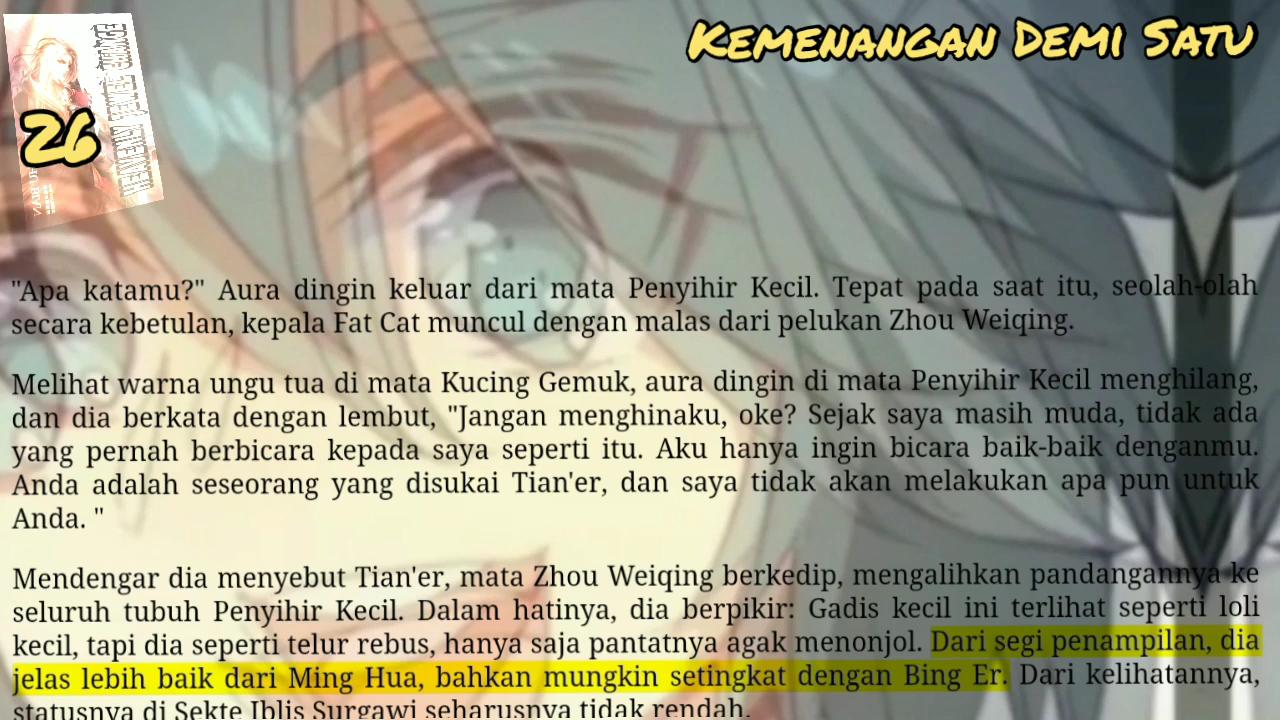 Kemenangan Demi Satu
26
"Apa katamu?" Aura dingin keluar dari mata Penyihir Kecil. Tepat pada saat itu, seolah-olah
secara kebetulan, kepala Fat Cat muncul dengan malas dari pelukan Zhou Weiqing.
Melihat warna ungu tua di mata Kucing Gemuk, aura dingin di mata Penyihir Kecil menghilang,
dan dia berkata dengan lembut, "Jangan menghinaku, oke? Sejak saya masih muda, tidak ada
yang pernah berbicara kepada saya seperti itu. Aku hanya ingin bicara baik-baik denganmu.
Anda adalah seseorang yang disukai Tian'er, dan saya tidak akan melakukan apa pun untuk
Anda. "
Mendengar dia menyebut Tian'er, mata Zhou Weiqing berkedip, mengalihkan pandangannya ke
seluruh tubuh Penyihir Kecil. Dalam hatinya, dia berpikir: Gadis kecil ini terlihat seperti loli
kecil, tapi dia seperti telur rebus, hanya saja pantatnya agak menonjol. Dari segi penampilan, dia
jelas lebih baik dari Ming Hua, bahkan mungkin setingkat dengan Bing Er. Dari kelihatannya,
statusnya di Sekte Iblis Surgawi seharusnya tidak rendah.